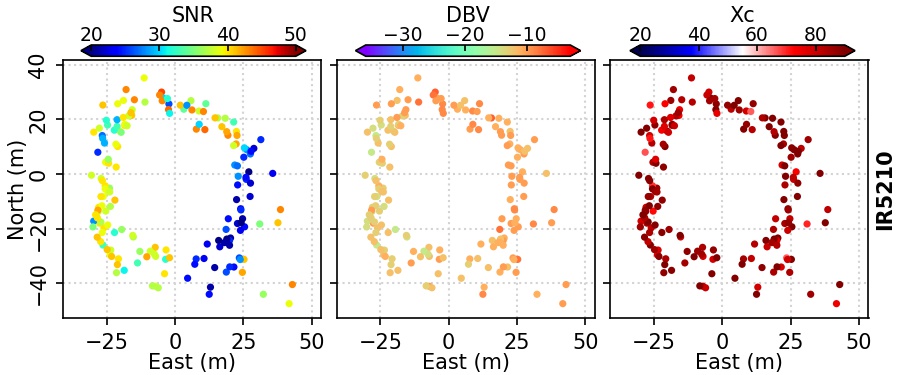 SNR DBV Xc
20 30 40 50 −30 −20 −10 20 40 60 80
40
20
0
−20
−40
North (m)
IR5210
−25 0 25 50 −25 0 25 50 −25 0 25 50
East (m) East (m) East (m)